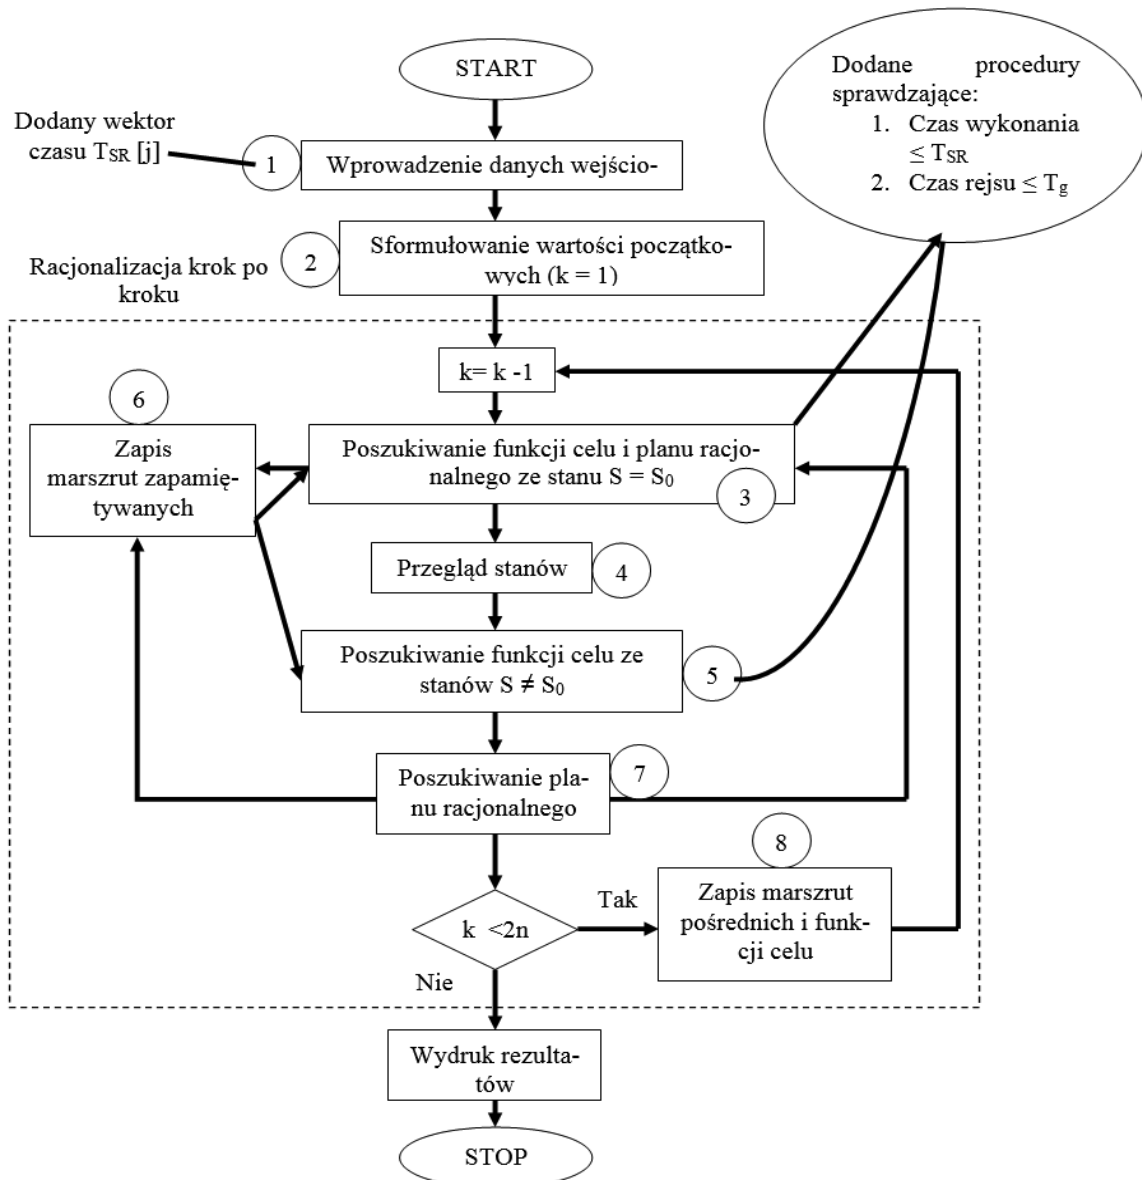 START
Dodane procedury
sprawdzające:
1. Czas wykonania
≤ T_SR
2. Czas rejsu ≤ T_g
Dodany wektor
czasu T_SR [j]
1
Wprowadzenie danych wejścio-
2
Sformułowanie wartości początko-
wych (k = 1)
Racjonalizacja krok po
kroku
k= k -1
6
Zapis
marszrut zapamię-
tywanych
Poszukiwanie funkcji celu i planu racjo-
nalnego ze stanu S = S₀
3
Przegląd stanów
4
Poszukiwanie funkcji celu ze
stanów S ≠ S₀
5
Poszukiwanie pla-
nu racjonalnego
7
8
k <2n
Tak
Zapis marszrut
pośrednich i funk-
cji celu
Nie
Wydruk rezulta-
tów
STOP